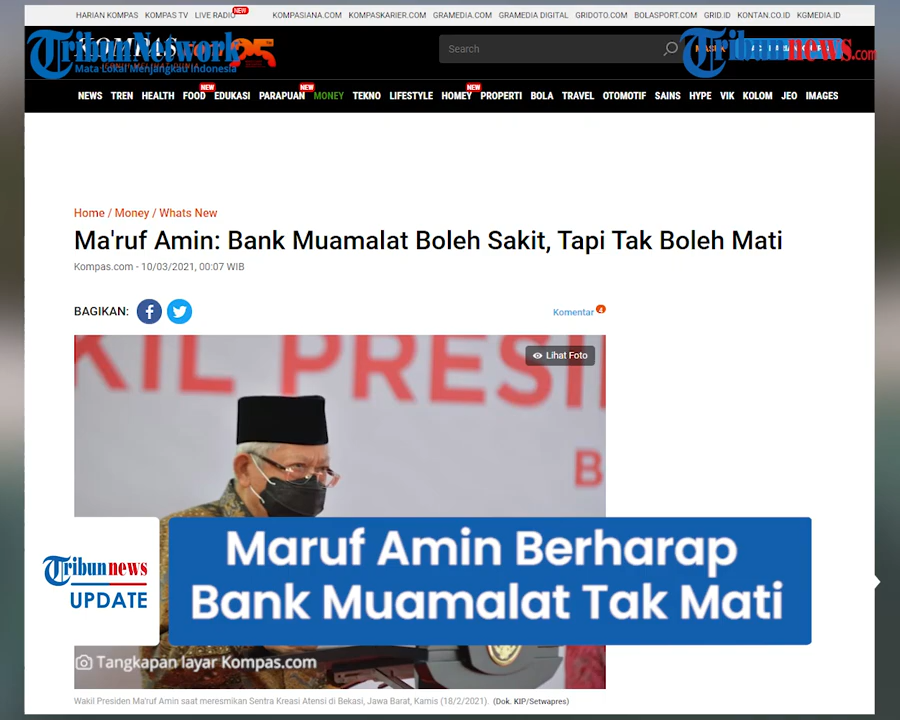 HARIAN KOMPAS KOMPAS TV LIVE RADIO NEW KOMPASIANA.COM KOMPASKARIER.COM GRAMEDIA.COM GRAMEDIA DIGITAL GRIDOTO.COM BOLASPORT.COM GRID.ID KONTAN.CO.ID KGMEDIA.ID
TribunNetwork
Mata Lokal Menjangkau Indonesia
KOMPAS
Search
Tribunnews.com
NEWS TREN HEALTH FOOD NEW EDUKASI PARAPUAN NEW MONEY TEKNO LIFESTYLE HOMEY NEW PROPERTI BOLA TRAVEL OTOMOTIF SAINS HYPE VIK KOLOM JEO IMAGES
Home / Money / Whats New
Ma'ruf Amin: Bank Muamalat Boleh Sakit, Tapi Tak Boleh Mati
Kompas.com - 10/03/2021, 00:07 WIB
BAGIKAN:
Komentar 4
KIL PRESI
Lihat Foto
B
Maruf Amin Berharap
Bank Muamalat Tak Mati
Tribunnews
UPDATE
Tangkapan layar Kompas.com
Wakil Presiden Ma'ruf Amin saat meresmikan Sentra Kreasi Atensi di Bekasi, Jawa Barat, Kamis (18/2/2021). (Dok. KIP/Setwapres)